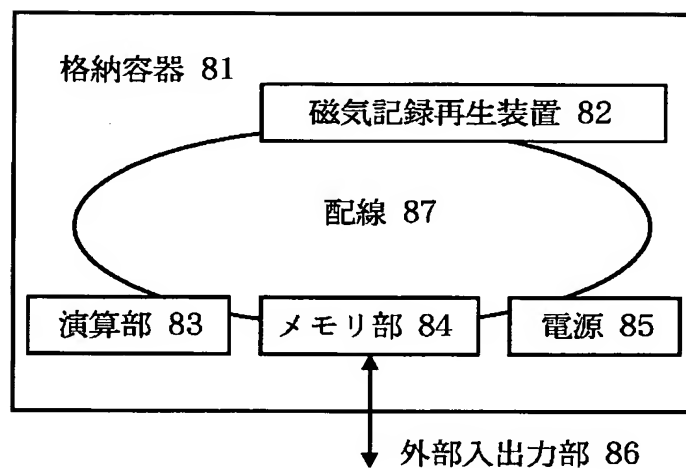 格納容器 81
磁気記録再生装置 82
配線 87
演算部 83
メモリ部 84
電源 85
外部入出力部 86